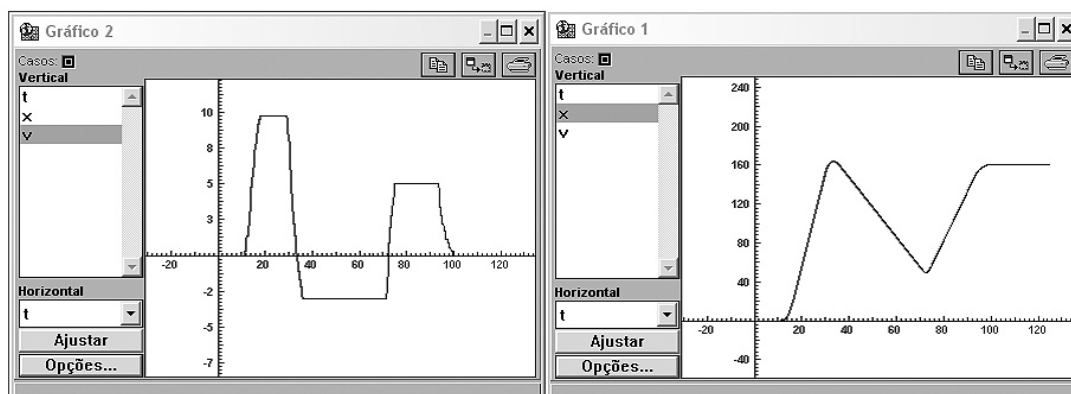 Gráfico 2
Casos:
Vertical
t
x
v
Horizontal
t
Ajustar
Opções...
10
8
5
3
-2
-5
-7
-20 20 40 60 80 100 120
Gráfico 1
Casos:
Vertical
t
x
v
Horizontal
t
Ajustar
Opções...
240
200
160
120
80
40
-40
-20 20 40 60 80 100 120